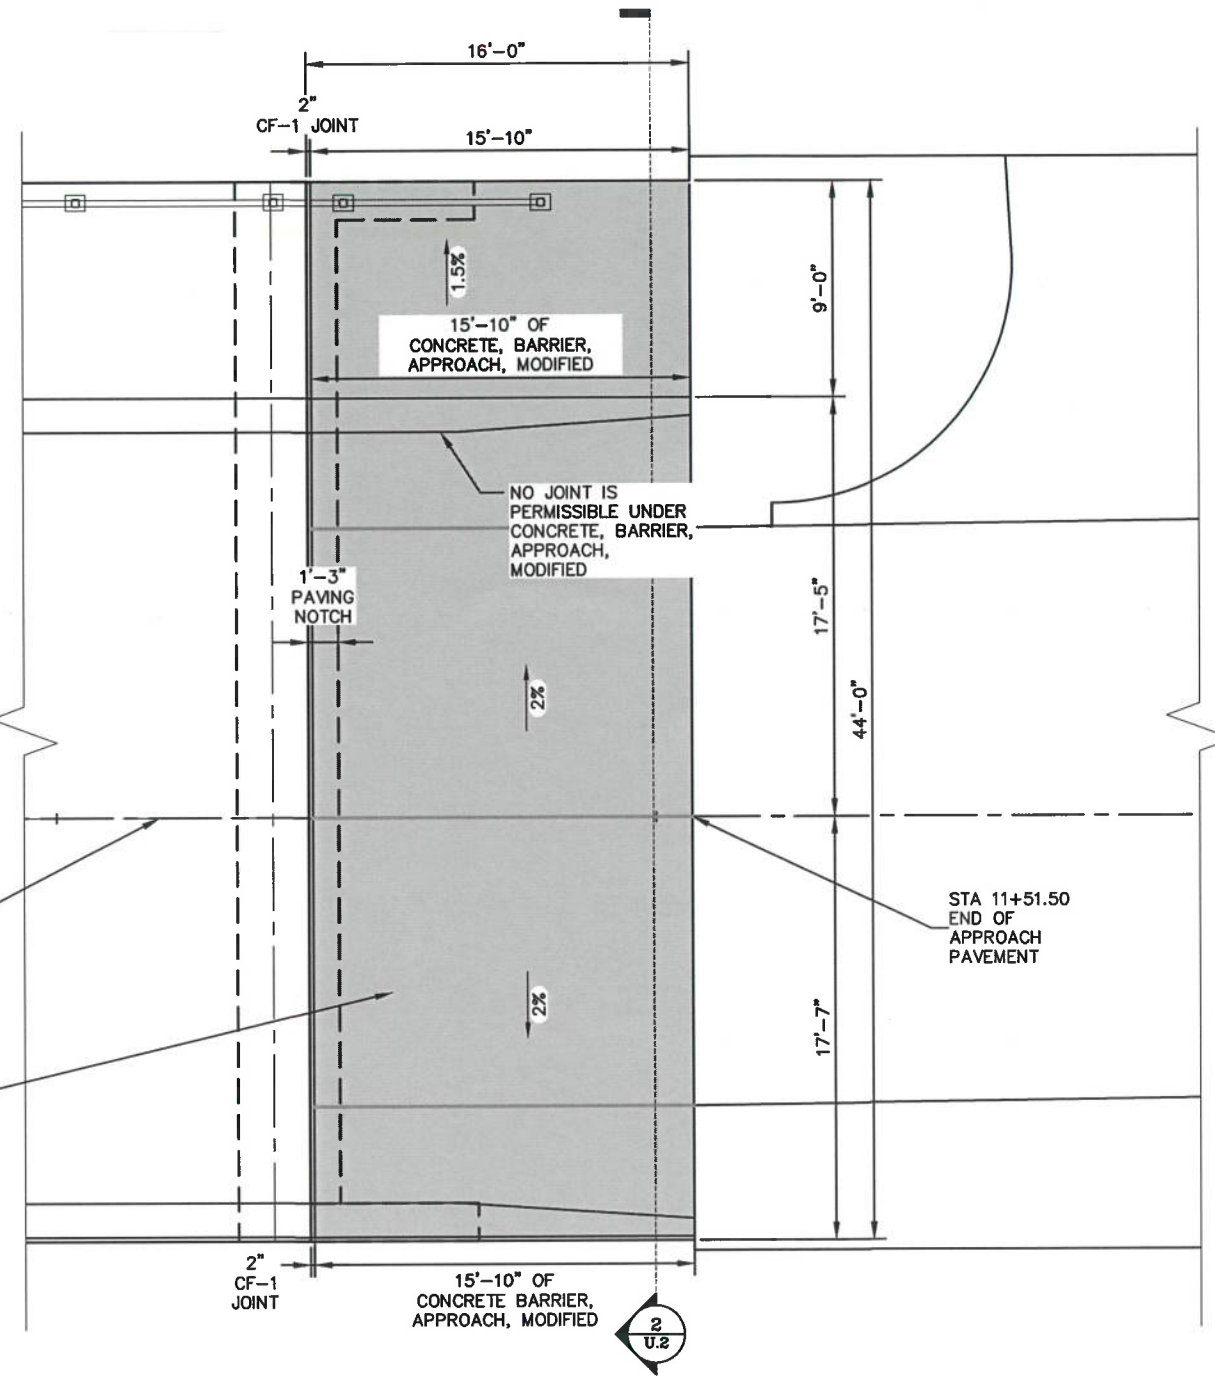 16'-0"
2"
CF-1 JOINT
15'-10"
1.5%
9'-0"
15'-10" OF
CONCRETE, BARRIER,
APPROACH, MODIFIED
NO JOINT IS
PERMISSIBLE UNDER
CONCRETE, BARRIER,
APPROACH,
MODIFIED
1'-3"
PAVING
NOTCH
17'-5"
2%
44'-0"
STA 11+51.50
END OF
APPROACH
PAVEMENT
2%
17'-7"
2"
CF-1
JOINT
15'-10" OF
CONCRETE BARRIER,
APPROACH, MODIFIED
2
U.2